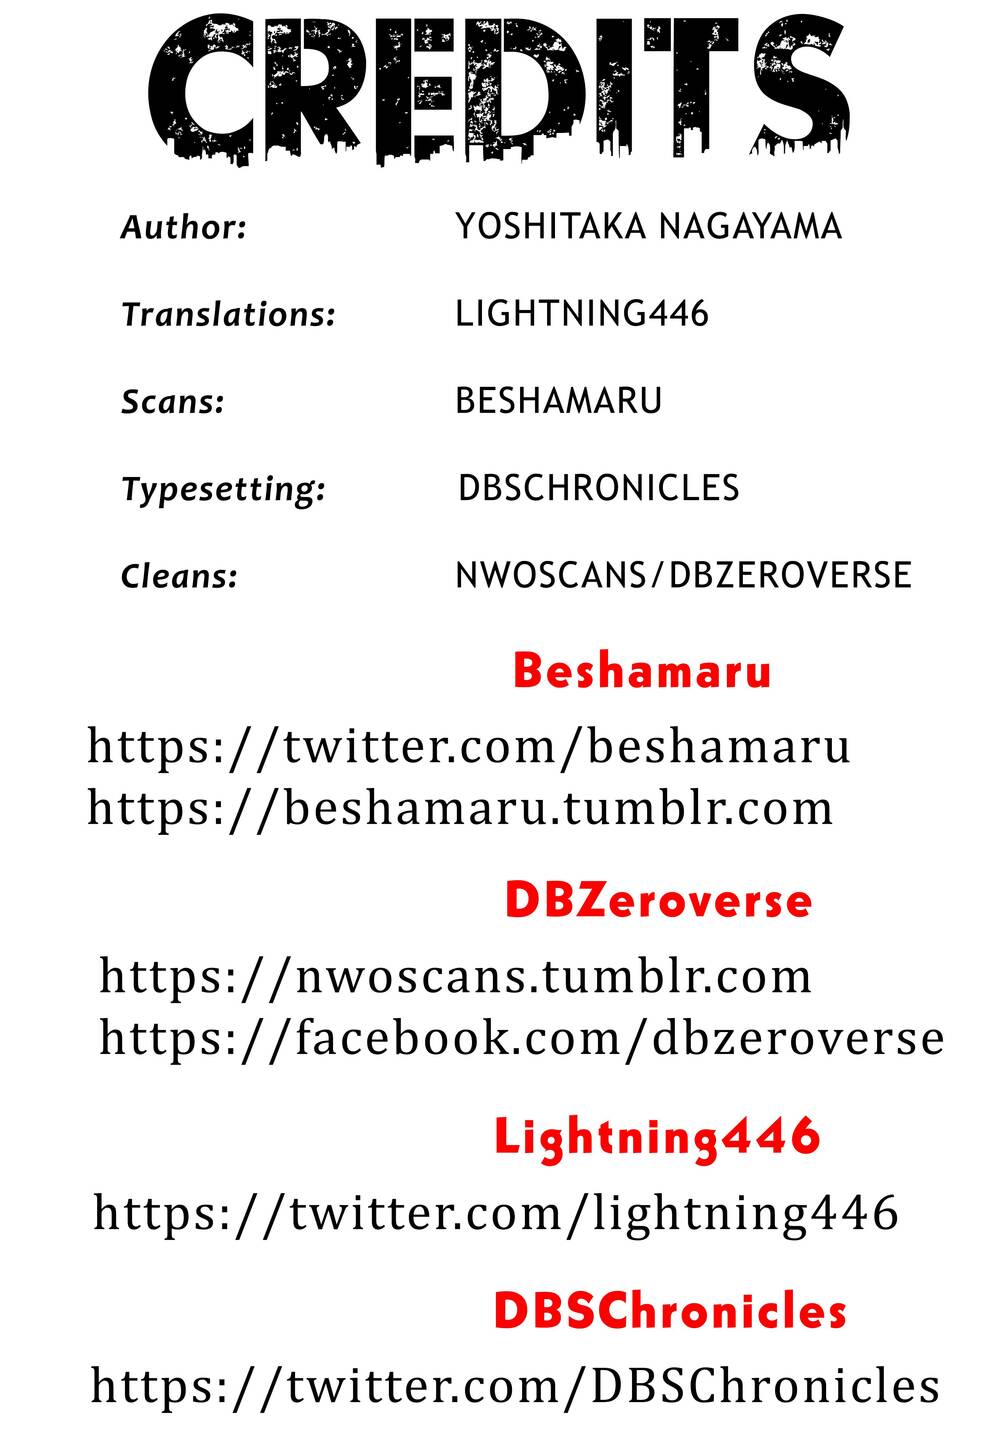 CREDITS
Author: YOSHITAKA NAGAYAMA
Translations: LIGHTNING446
Scans: BESHAMARU
Typesetting: DBSCHRONICLES
Cleans: NWOSCANS/DBZEROVERSE
Beshamaru
https://twitter.com/beshamaru
https://beshamaru.tumblr.com
DBZeroverse
https://nwoscans.tumblr.com
https://facebook.com/dbzeroverse
Lightning446
https://twitter.com/lightning446
DBSChronicles
https://twitter.com/DBSChronicles